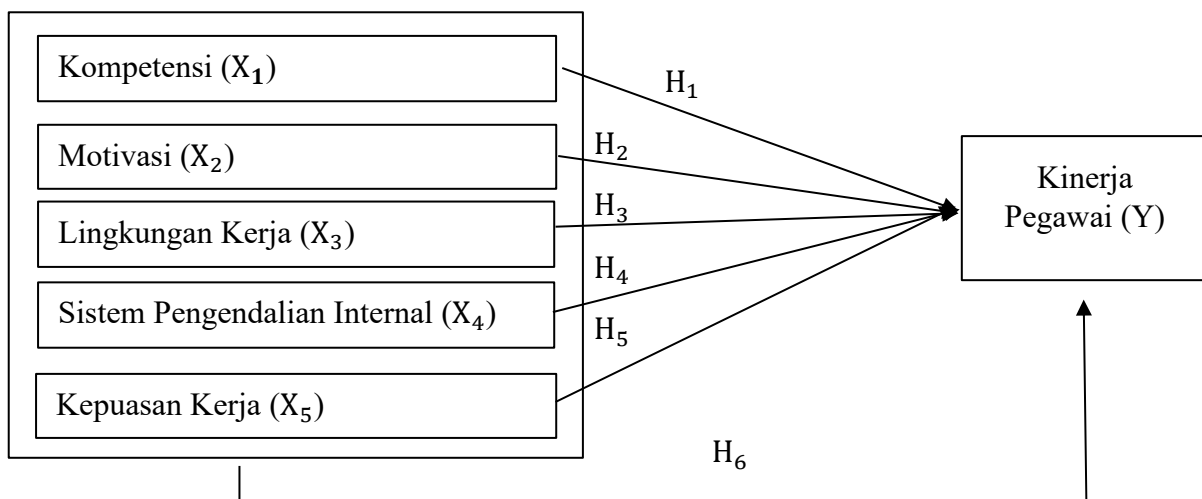 Kompetensi (X₁)
H₁
Motivasi (X₂)
H₂
Lingkungan Kerja (X₃)
H₃
Sistem Pengendalian Internal (X₄)
H₄
Kepuasan Kerja (X₅)
H₅
H₆
Kinerja
Pegawai (Y)